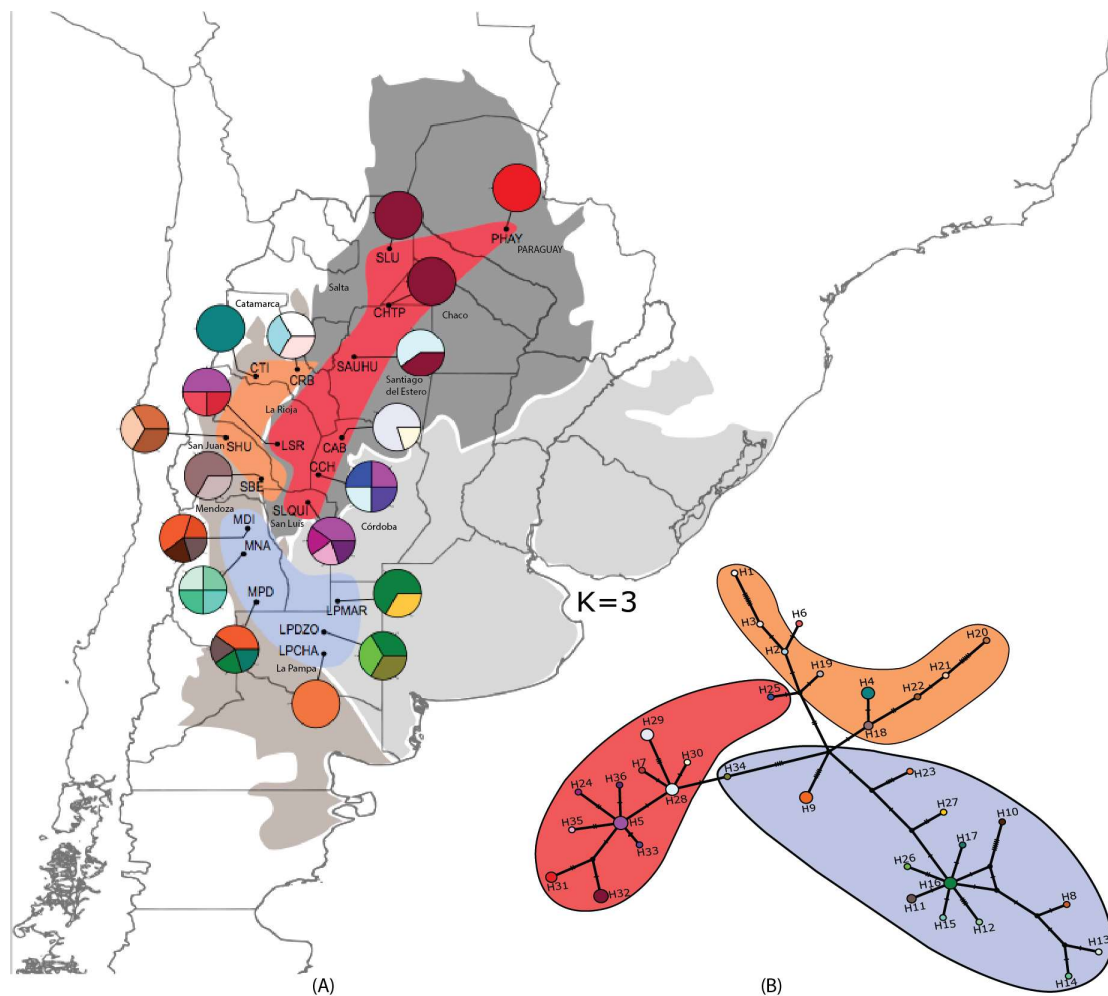 PHAY
PARAGUAY
SLU
Salta
Catamarca
CHTP
Chaco
CTI
CRB
SAUHU
Santiago
del Estero
La Rioja
San Juan
SHU
LSR
CAB
CCH
SBE
Mendoza
SLQUI
San Luis
Córdoba
MDI
MNA
MPD
LPMAR
LPDZO
LPCHA
La Pampa
K=3
H1
H3
H6
H2
H19
H20
H21
H4
H22
H18
H25
H29
H30
H7
H36
H24
H28
H34
H35
H5
H33
H31
H32
H9
H23
H27
H10
H17
H26
H16
H11
H15
H12
H8
H13
H14
(A)
(B)